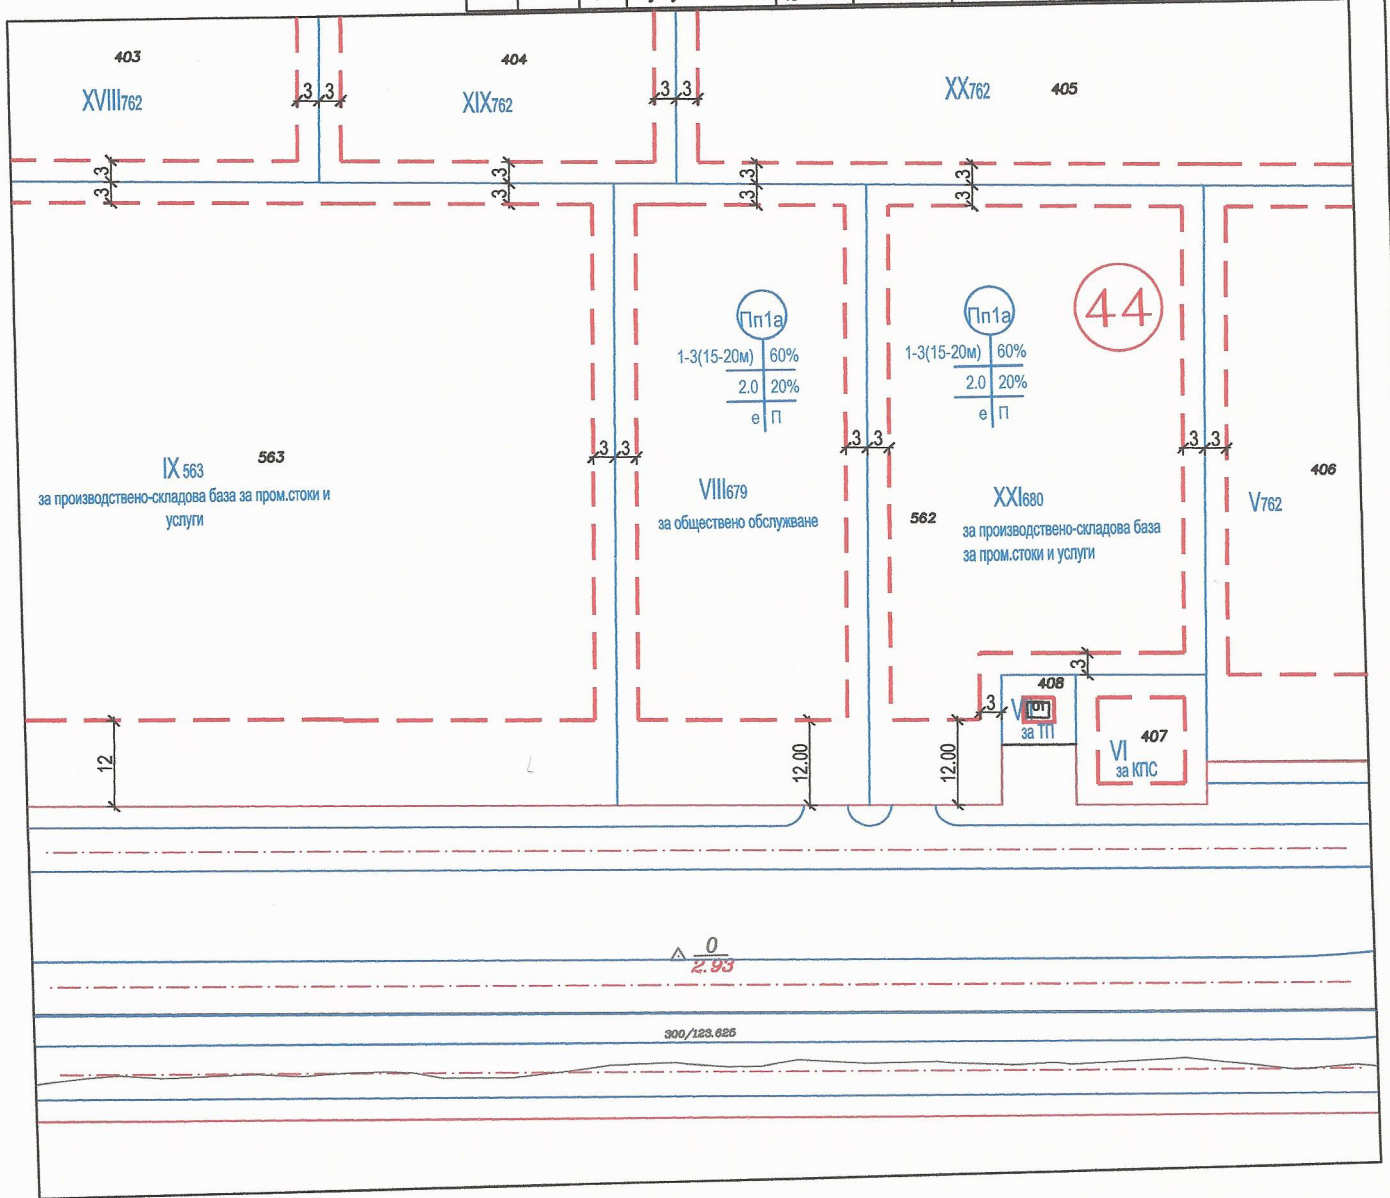 403
404
XVIII762
XIX762
XX762 405
3 3
3 3
3
3
3
3
3
3
3
3
Пп1а
1-3(15-20м) 60%
2.0 20%
е П
Пп1а
1-3(15-20м) 60%
2.0 20%
е П
44
3 3
3 3
3 3
IX 563 563
за производствено-складова база за пром.стоки и
услуги
VIII679
за обществено обслужване
562
XXI680
за производствено-складова база
за пром.стоки и услуги
406
V762
3
3
408
за ТП
407
VI
за КПС
12
12.00
12.00
0
2.93
300/123.625